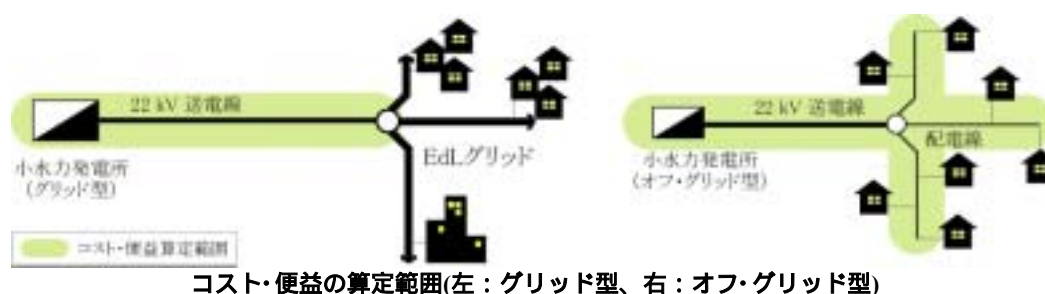 22 kV 送電線
小水力発電所
(グリッド型)
EdLグリッド
コスト・便益算定範囲
22 kV 送電線
配電線
小水力発電所
(オフ・グリッド型)
コスト・便益の算定範囲(左：グリッド型、右：オフ・グリッド型)